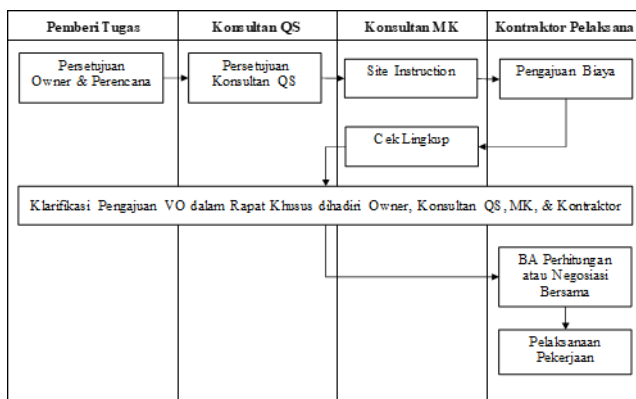 Pemberi Tugas
Konsultan QS
Konsultan MK
Kontraktor Pelaksana
Persetujuan
Owner & Perencana
Persetujuan
Konsultan QS
Site Instruction
Pengajuan Biaya
Cek Lingkup
Klarifikasi Pengajuan VO dalam Rapat Khusus dihadiri Owner, Konsultan QS, MK, & Kontraktor
BA Perhitungan
atau Negosiasi
Bersama
Pelaksanaan
Pekerjaan